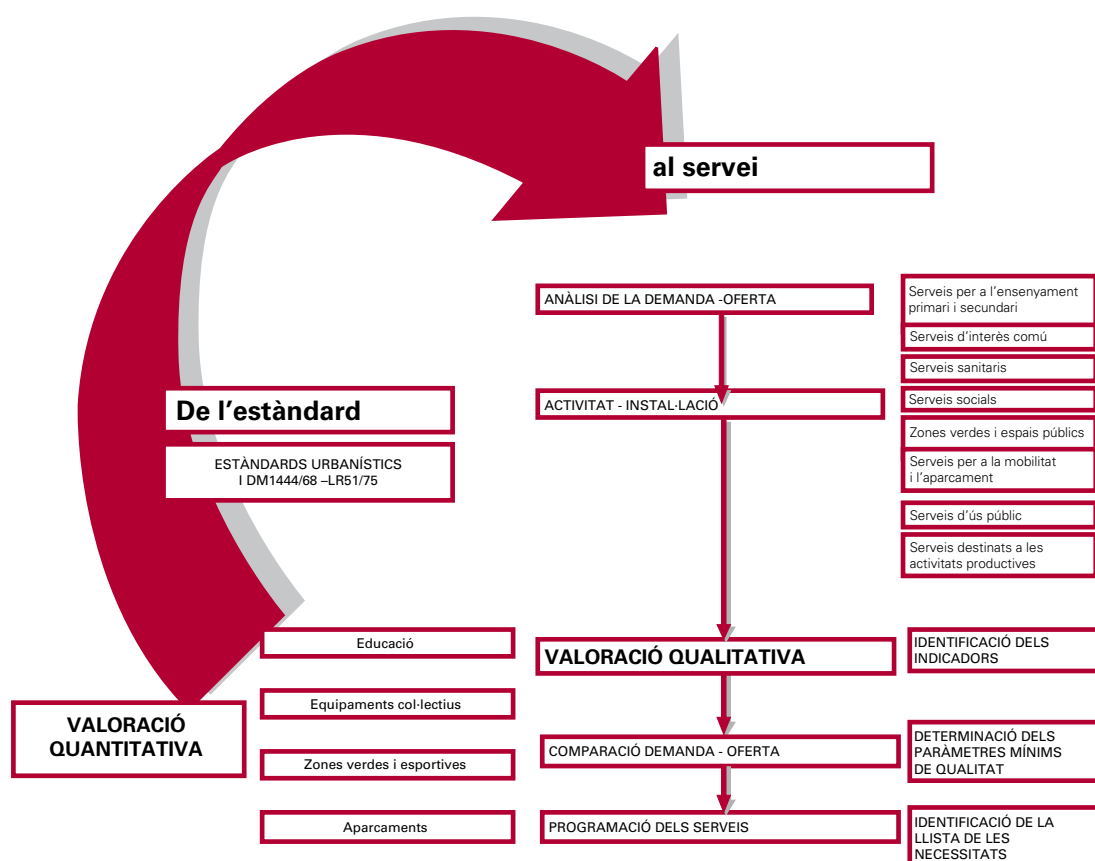 al servei
De l’estàndard
ESTÀNDARDS URBANÍSTICS
I DM1444/68 –LR51/75
VALORACIÓ
QUANTITATIVA
Educació
Equipaments col·lectius
Zones verdes i esportives
Aparcaments
ANÀLISI DE LA DEMANDA -OFERTA
ACTIVITAT - INSTAL·LACIÓ
VALORACIÓ QUALITATIVA
COMPARACIÓ DEMANDA - OFERTA
PROGRAMACIÓ DELS SERVEIS
Serveis per a l’ensenyament
primari i secundari
Serveis d’interès comú
Serveis sanitaris
Serveis socials
Zones verdes i espais públics
Serveis per a la mobilitat
i l’aparcament
Serveis d’ús públic
Serveis destinats a les
activitats productives
IDENTIFICACIÓ DELS
INDICADORS
DETERMINACIÓ DELS
PARÀMETRES MÍNIMS
DE QUALITAT
IDENTIFICACIÓ DE LA
LLISTA DE LES
NECESSITATS